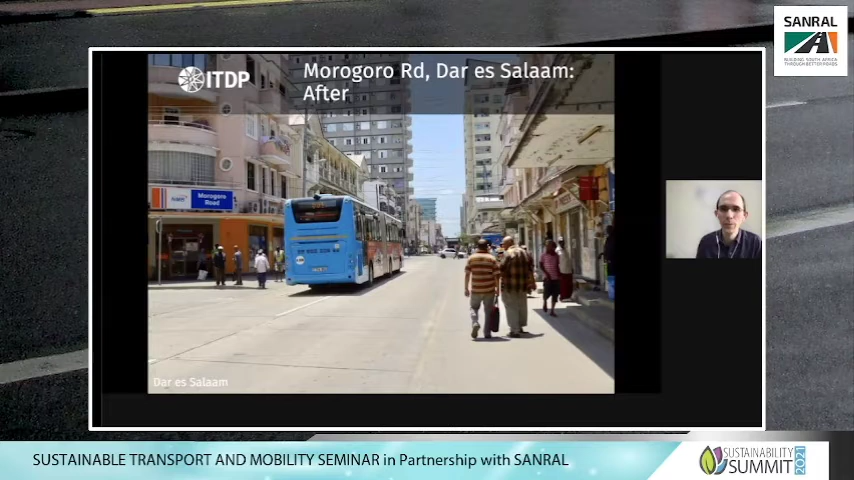 SANRAL
BUILDING SOUTH AFRICA
THROUGH BETTER ROADS
ITDP
Morogoro Rd, Dar es Salaam:
After
Morogoro
Road
Dar es Salaam
SUSTAINABLE TRANSPORT AND MOBILITY SEMINAR in Partnership with SANRAL
SUSTAINABILITY
SUMMIT 2021